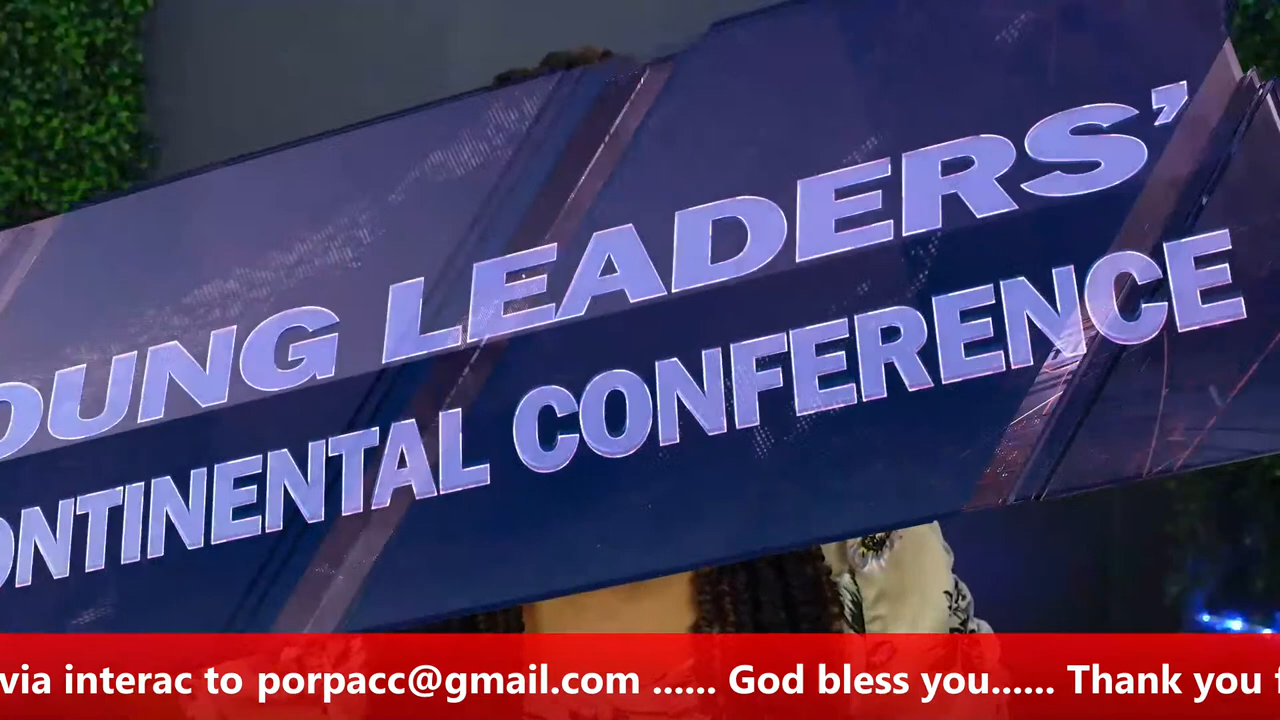 OUNG LEADERS’
ONTINENTAL CONFERENCE
via interac to porpacc@gmail.com ...... God bless you...... Thank you f